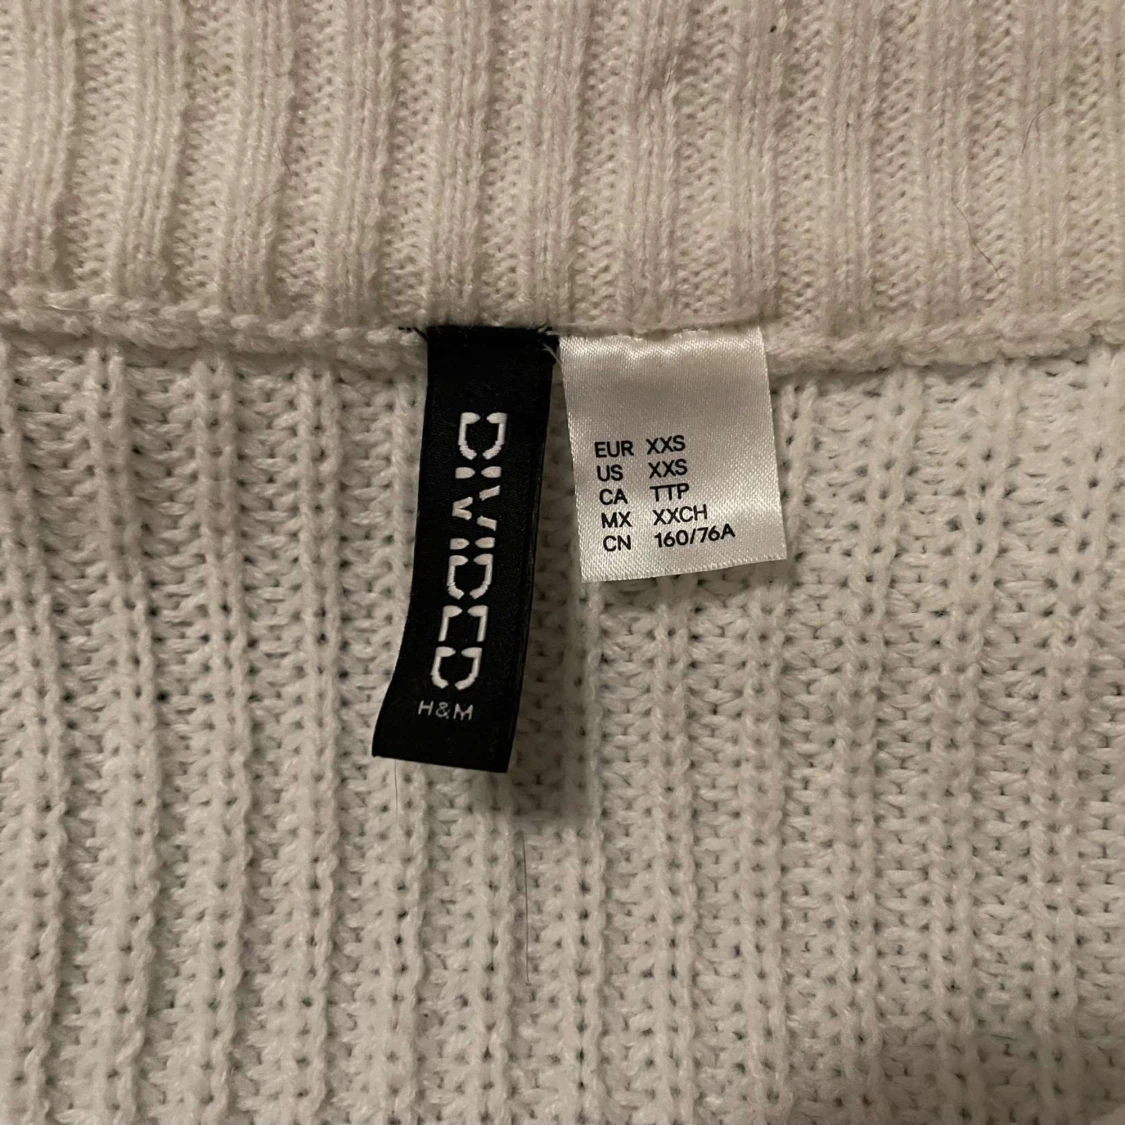 DIVIDED
H&M
EUR XXS
US XXS
CA TTP
MX XXCH
CN 160/76A